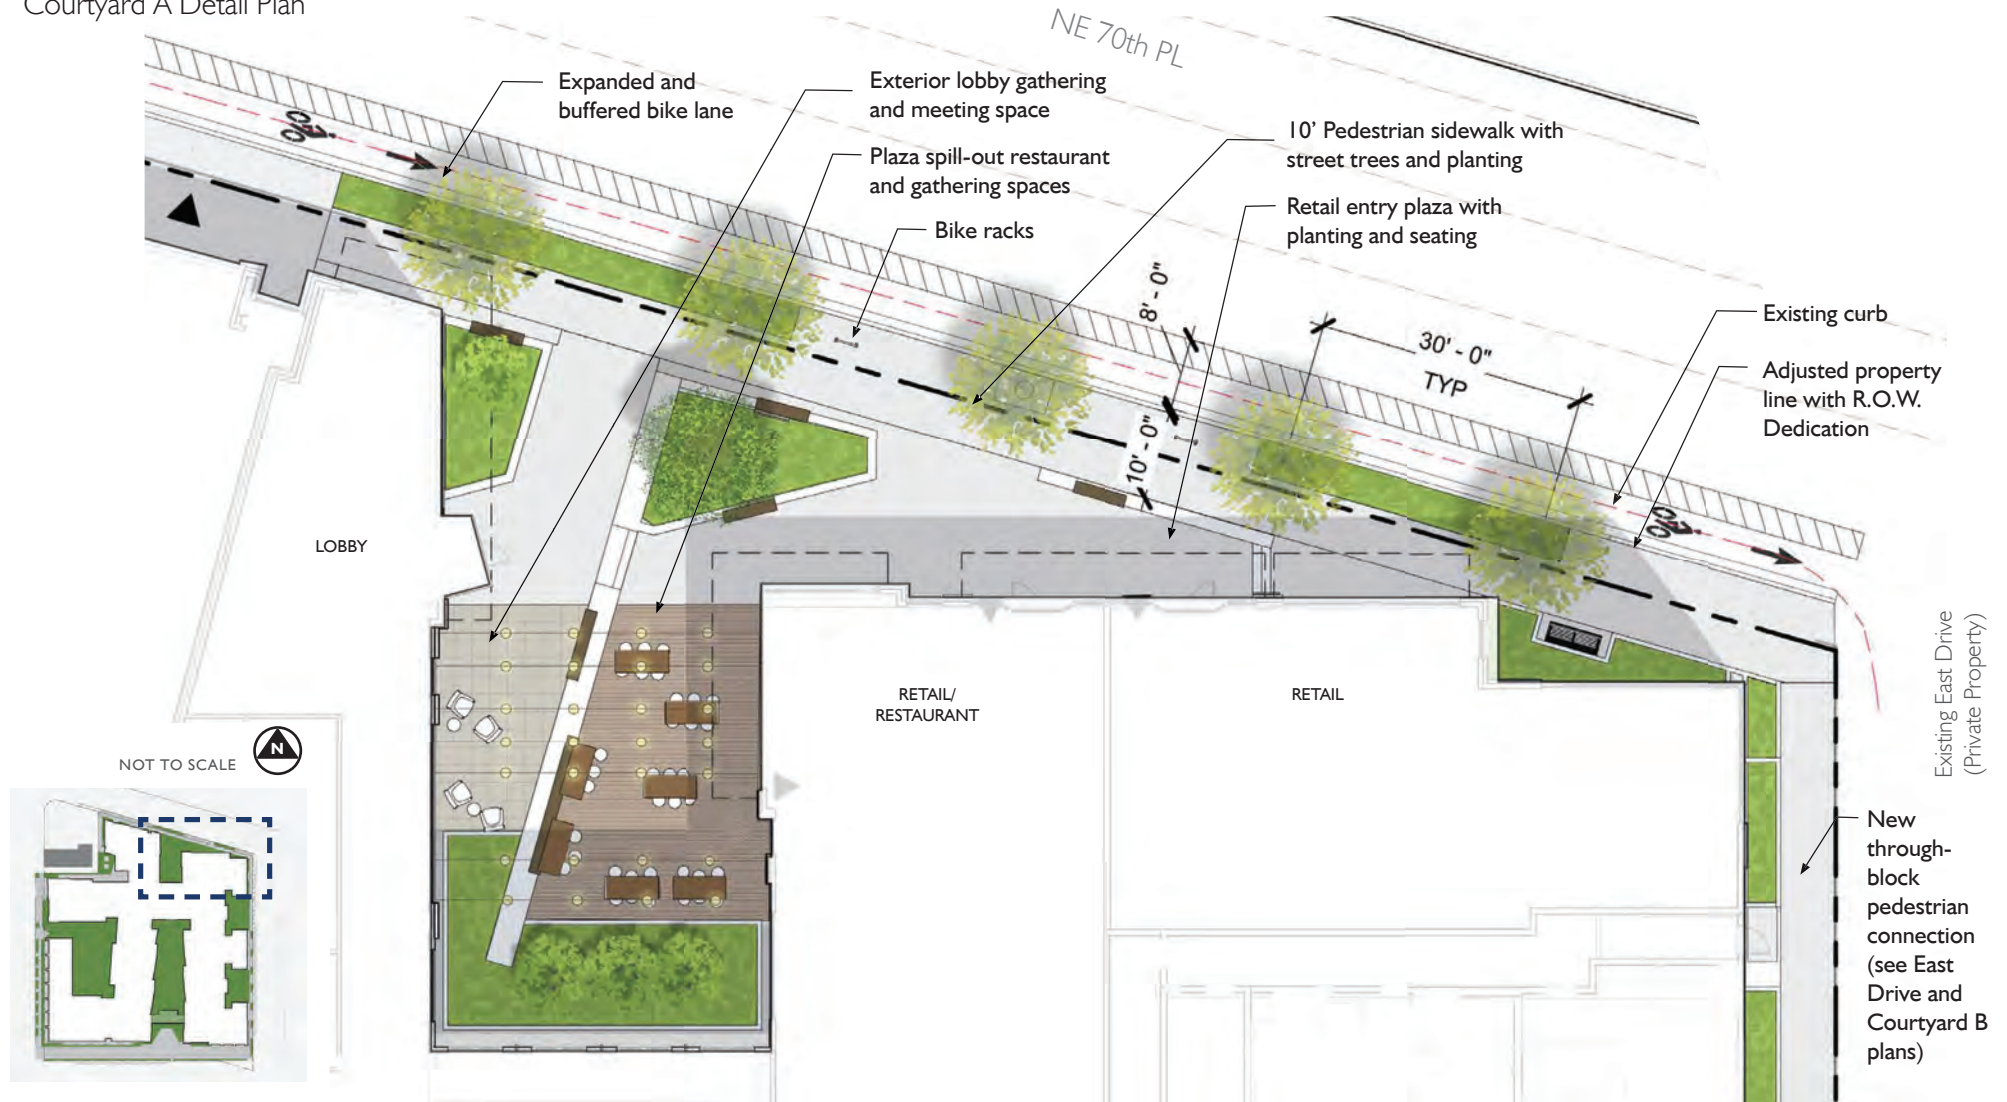 Courtyard A Detail Plan
NE 70th PL
Expanded and
buffered bike lane
Exterior lobby gathering
and meeting space
Plaza spill-out restaurant
and gathering spaces
Bike racks
10' Pedestrian sidewalk with
street trees and planting
Retail entry plaza with
planting and seating
8' - 0"
30' - 0"
TYP
10' - 0"
Existing curb
Adjusted property
line with R.O.W.
Dedication
LOBBY
RETAIL/
RESTAURANT
RETAIL
Existing East Drive
(Private Property)
NOT TO SCALE
N
New
through-
block
pedestrian
connection
(see East
Drive and
Courtyard B
plans)